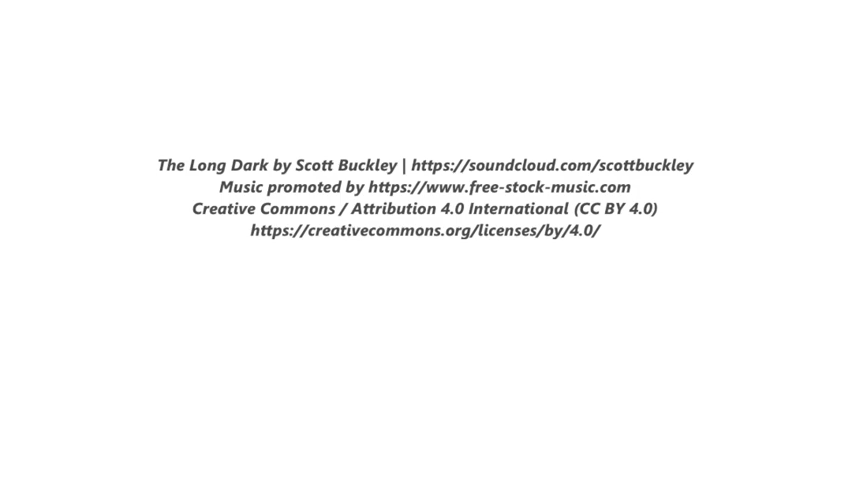 The Long Dark by Scott Buckley | https://soundcloud.com/scottbuckley
Music promoted by https://www.free-stock-music.com
Creative Commons / Attribution 4.0 International (CC BY 4.0)
https://creativecommons.org/licenses/by/4.0/